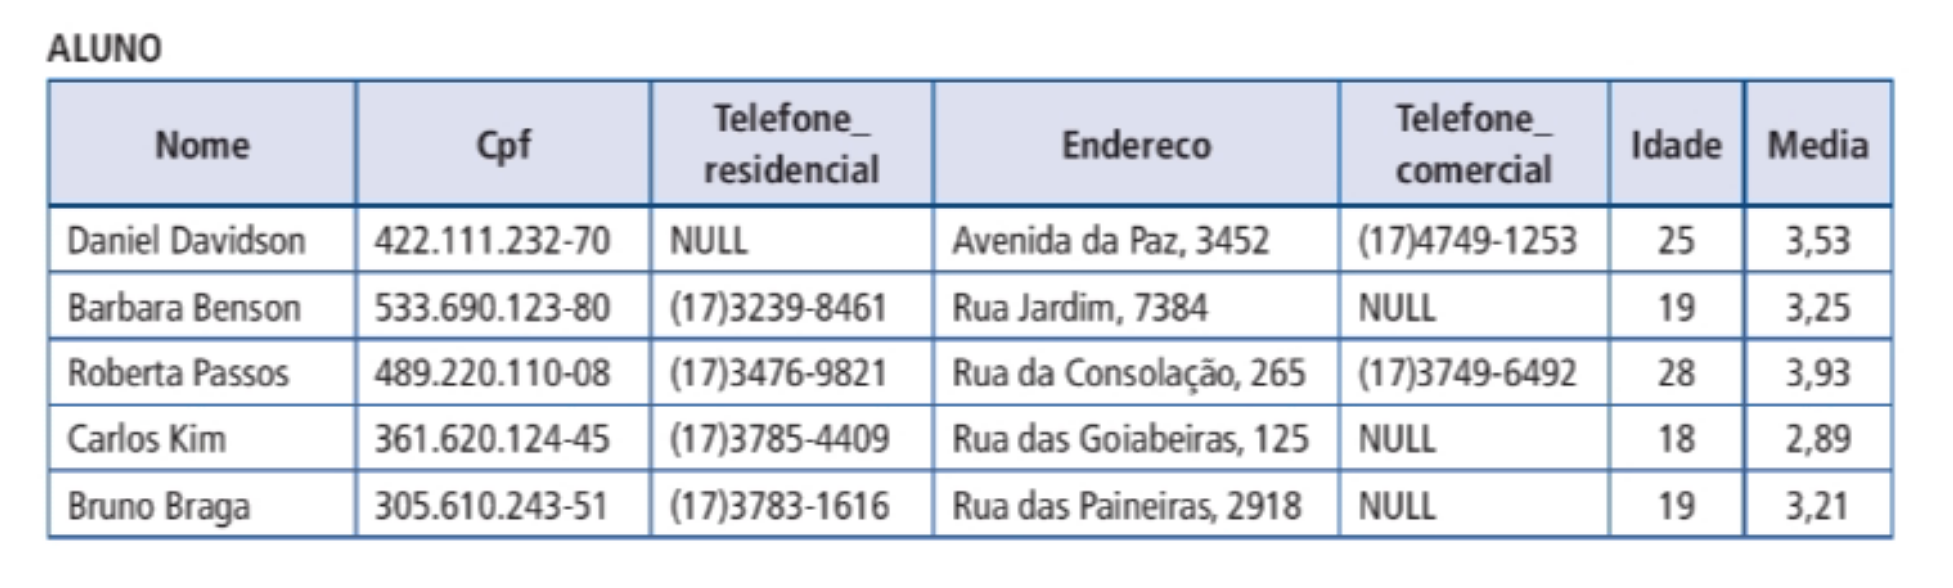 ALUNO
Nome Cpf Telefone_ residencial Endereco Telefone_ comercial Idade Media
Daniel Davidson 422.111.232-70 NULL Avenida da Paz, 3452 (17)4749-1253 25 3,53
Barbara Benson 533.690.123-80 (17)3239-8461 Rua Jardim, 7384 NULL 19 3,25
Roberta Passos 489.220.110-08 (17)3476-9821 Rua da Consolação, 265 (17)3749-6492 28 3,93
Carlos Kim 361.620.124-45 (17)3785-4409 Rua das Goiabeiras, 125 NULL 18 2,89
Bruno Braga 305.610.243-51 (17)3783-1616 Rua das Paineiras, 2918 NULL 19 3,21